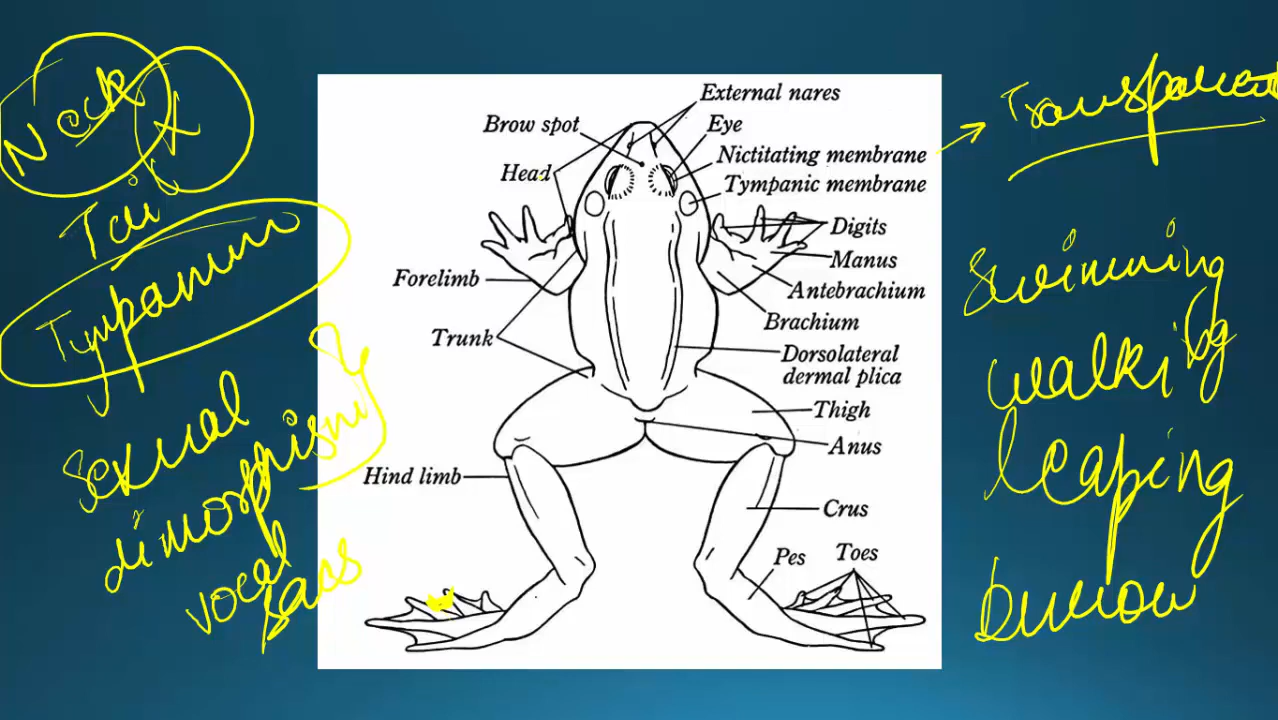 Neck
X
Tail
Tympanum
Sexual
dimorphism
vocal
sacs
External nares
Brow spot
Eye
Nictitating membrane
Head
Tympanic membrane
Digits
Manus
Forelimb
Antebrachium
Brachium
Trunk
Dorsolateral
dermal plica
Thigh
Anus
Hind limb
Crus
Pes
Toes
Transparent
Swimming
walking
leaping
Burrow